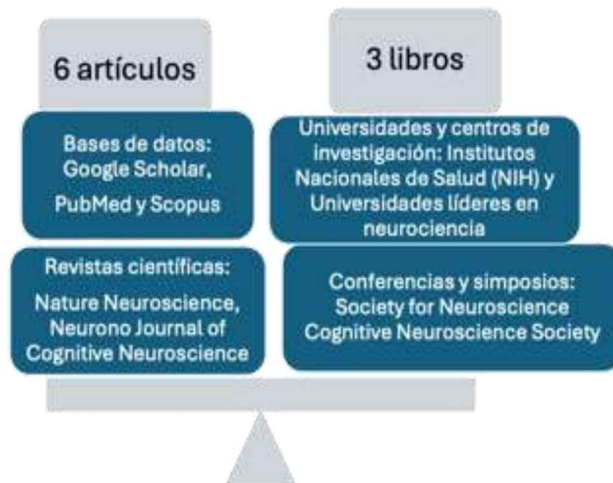 6 artículos
Bases de datos:
Google Scholar,
PubMed y Scopus
Revistas científicas:
Nature Neuroscience,
Neurono Journal of
Cognitive Neuroscience
3 libros
Universidades y centros de
investigación: Institutos
Nacionales de Salud (NIH) y
Universidades líderes en
neurociencia
Conferencias y simposios:
Society for Neuroscience
Cognitive Neuroscience Society